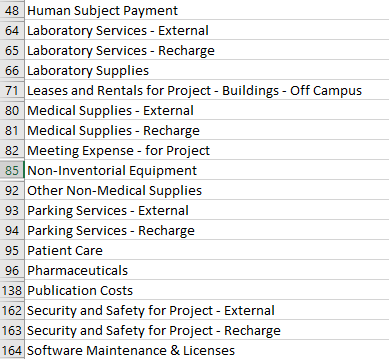 48 Human Subject Payment
64 Laboratory Services - External
65 Laboratory Services - Recharge
66 Laboratory Supplies
71 Leases and Rentals for Project - Buildings - Off Campus
80 Medical Supplies - External
81 Medical Supplies - Recharge
82 Meeting Expense - for Project
85 Non-Inventorial Equipment
92 Other Non-Medical Supplies
93 Parking Services - External
94 Parking Services - Recharge
95 Patient Care
96 Pharmaceuticals
138 Publication Costs
162 Security and Safety for Project - External
163 Security and Safety for Project - Recharge
164 Software Maintenance & Licenses